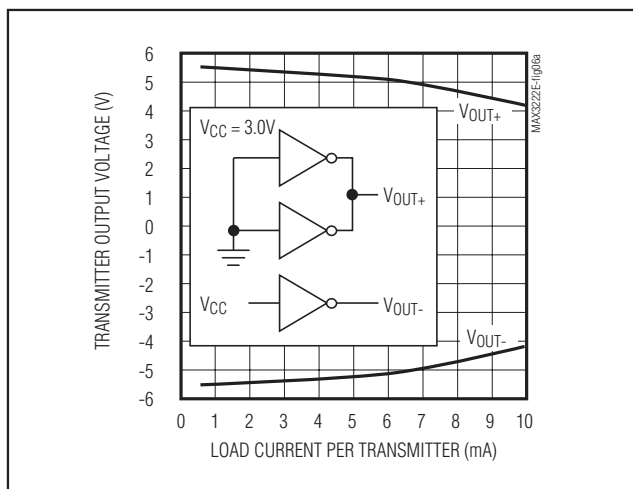 TRANSMITTER OUTPUT VOLTAGE (V)
6
5
4
3
2
1
0
-1
-2
-3
-4
-5
-6
VCC = 3.0V
VOUT+
VCC
VOUT-
VOUT+
VOUT-
MAX3222E-fig06a
0 1 2 3 4 5 6 7 8 9 10
LOAD CURRENT PER TRANSMITTER (mA)